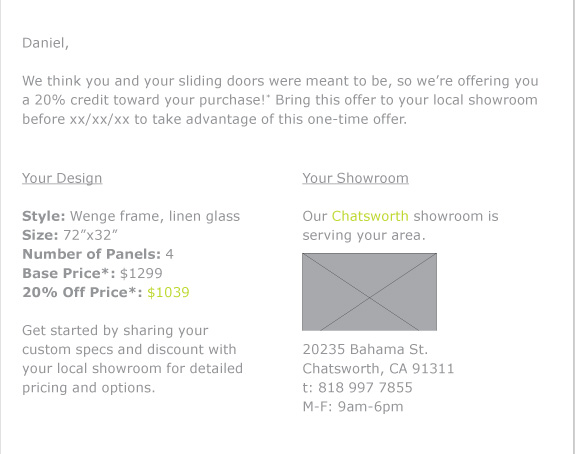 Daniel,
We think you and your sliding doors were meant to be, so we’re offering you
a 20% credit toward your purchase!* Bring this offer to your local showroom
before xx/xx/xx to take advantage of this one-time offer.
Your Design
Style: Wenge frame, linen glass
Size: 72”x32”
Number of Panels: 4
Base Price*: $1299
20% Off Price*: $1039
Get started by sharing your
custom specs and discount with
your local showroom for detailed
pricing and options.
Your Showroom
Our Chatsworth showroom is
serving your area.
20235 Bahama St.
Chatsworth, CA 91311
t: 818 997 7855
M-F: 9am-6pm